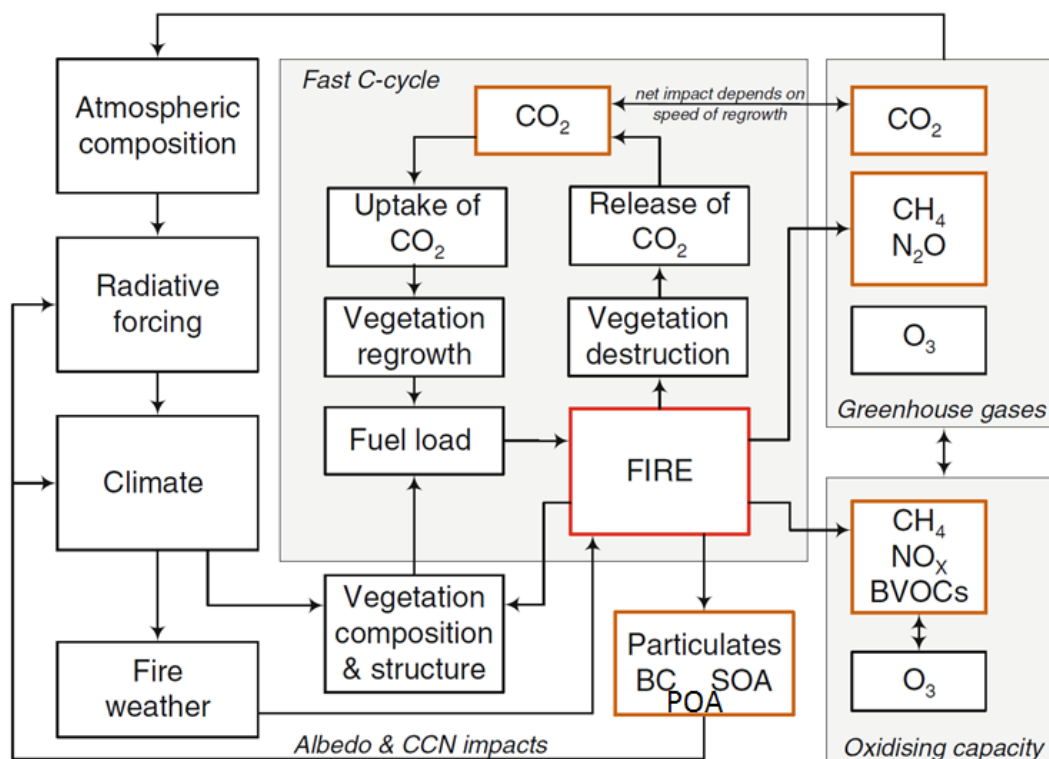 Atmospheric
composition
Radiative
forcing
Climate
Fire
weather
Fast C-cycle
CO₂
net impact depends on
speed of regrowth
Uptake of
CO₂
Release of
CO₂
Vegetation
regrowth
Vegetation
destruction
Fuel load
FIRE
Vegetation
composition
& structure
Particulates
BC SOA
POA
Albedo & CCN impacts
CO₂
CH₄
N₂O
O₃
Greenhouse gases
CH₄
NOₓ
BVOCs
O₃
Oxidising capacity